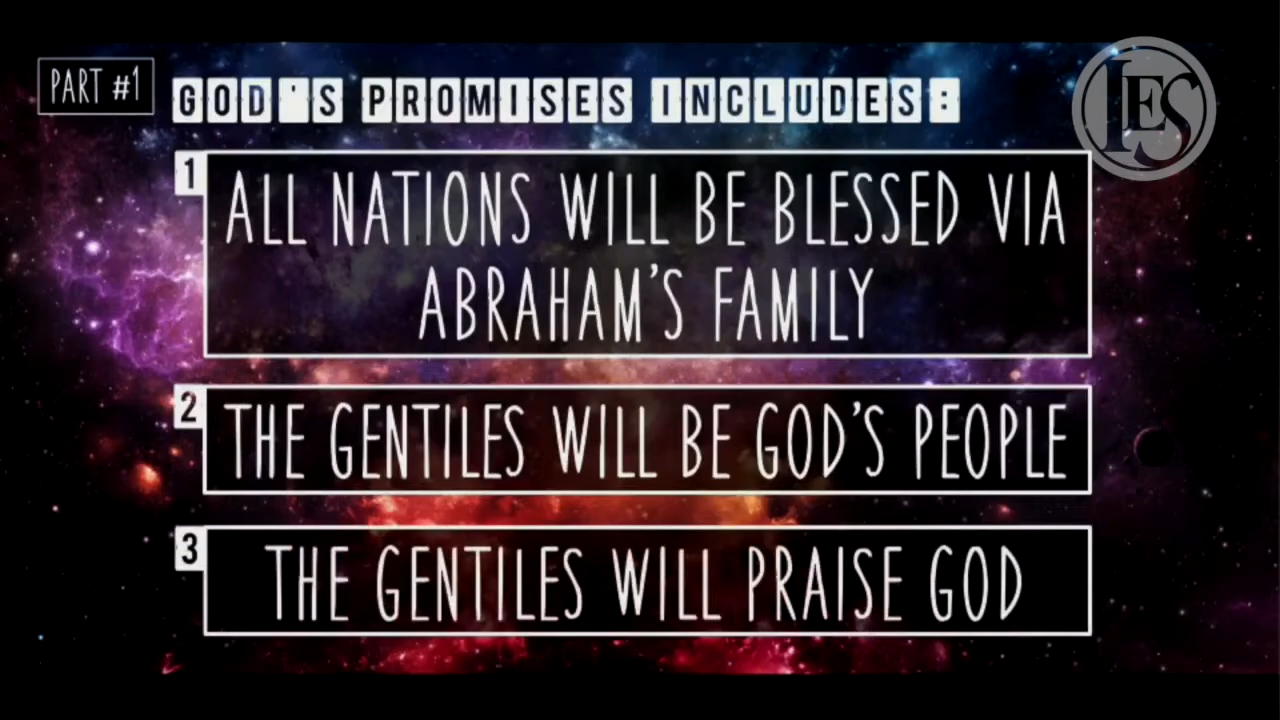 PART #1
GOD'S PROMISES INCLUDES:
IES
1
ALL NATIONS WILL BE BLESSED VIA
ABRAHAM'S FAMILY
2
THE GENTILES WILL BE GOD'S PEOPLE
3
THE GENTILES WILL PRAISE GOD